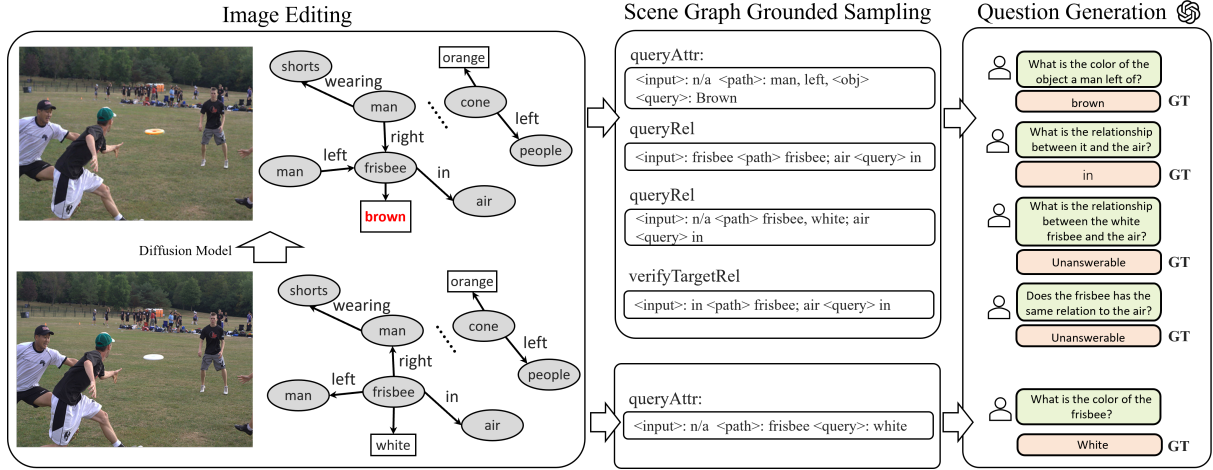 Image Editing
Scene Graph Grounded Sampling
Question Generation
shorts
wearing
man
right
man
left
frisbee
in
air
brown
orange
cone
left
people
Diffusion Model
shorts
wearing
man
right
man
left
frisbee
in
air
white
orange
cone
left
people
queryAttr:
<input>: n/a <path>: man, left, <obj>
<query>: Brown
queryRel
<input>: frisbee <path> frisbee; air <query> in
queryRel
<input>: n/a <path> frisbee, white; air
<query> in
verifyTargetRel
<input>: in <path> frisbee; air <query> in
queryAttr:
<input>: n/a <path>: frisbee <query>: white
What is the color of the
object a man left of?
brown
GT
What is the relationship
between it and the air?
in
GT
What is the relationship
between the white
frisbee and the air?
Unanswerable
GT
Does the frisbee has the
same relation to the air?
Unanswerable
GT
What is the color of the
frisbee?
White
GT